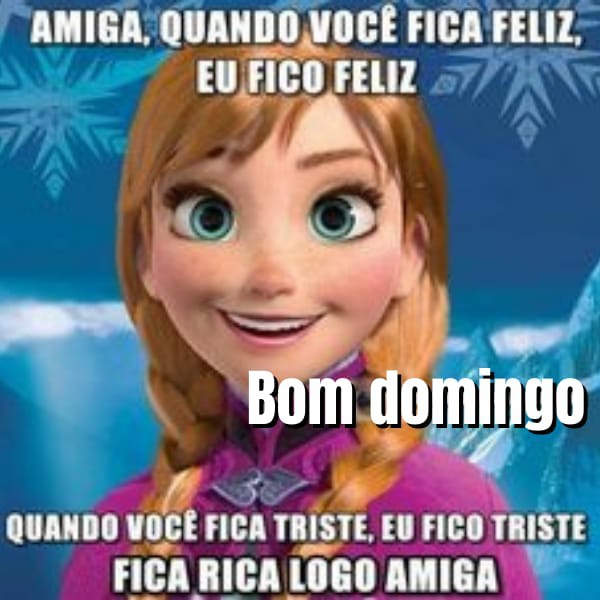 AMIGA, QUANDO VOCÊ FICA FELIZ,
EU FICO FELIZ
Bom domingo
QUANDO VOCÊ FICA TRISTE, EU FICO TRISTE
FICA RICA LOGO AMIGA